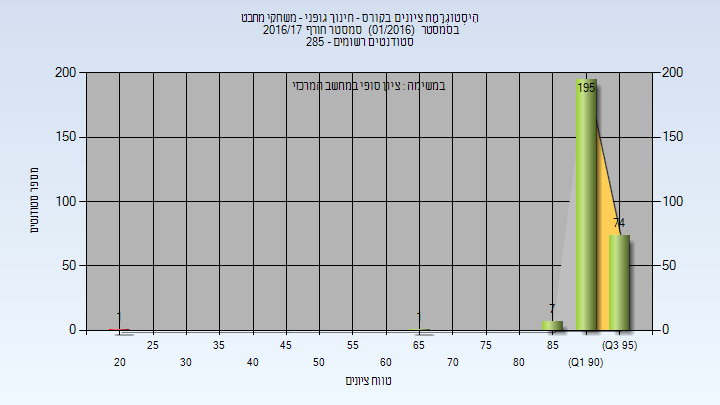 היסטוגרמת ציונים בקורס - חינוך גופני - משחקי מחבט
בסמסטר (01/2016) סמסטר חורף 2016/17
סטודנטים רשומים - 285
במשימה : ציון סופי במחשב המרכזי
200 200
150 150
100 100
50 50
0 0
מספר סטודנטים
1 1 7 195 74
25 35 45 55 65 75 85 (Q3 95)
20 30 40 50 60 70 80 (Q1 90)
טווח ציונים